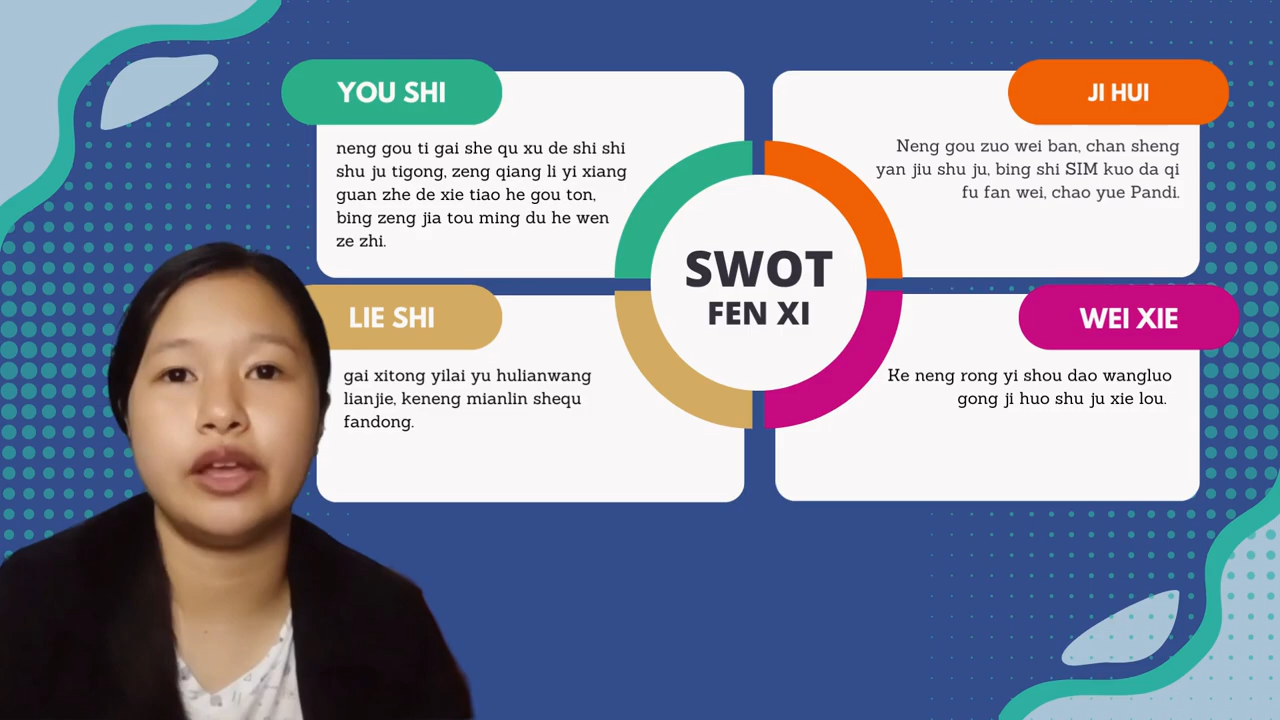 YOU SHI
neng gou ti gai she qu xu de shi shi
shu ju tigong, zeng qiang li yi xiang
guan zhe de xie tiao he gou ton,
bing zeng jia tou ming du he wen
ze zhi.
JI HUI
Neng gou zuo wei ban, chan sheng
yan jiu shu ju, bing shi SIM kuo da qi
fu fan wei, chao yue Pandi.
SWOT
FEN XI
LIE SHI
gai xitong yilai yu hulianwang
lianjie, keneng mianlin shequ
fandong.
WEI XIE
Ke neng rong yi shou dao wangluo
gong ji huo shu ju xie lou.